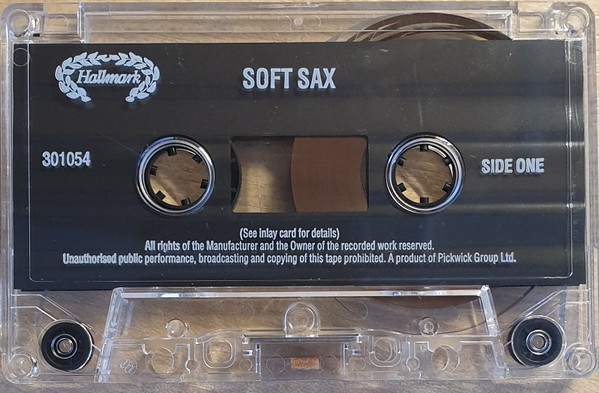 Hallmark
SOFT SAX
301054
SIDE ONE
(See inlay card for details)
All rights of the Manufacturer and the Owner of the recorded work reserved.
Unauthorised public performance, broadcasting and copying of this tape prohibited. A product of Pickwick Group Ltd.